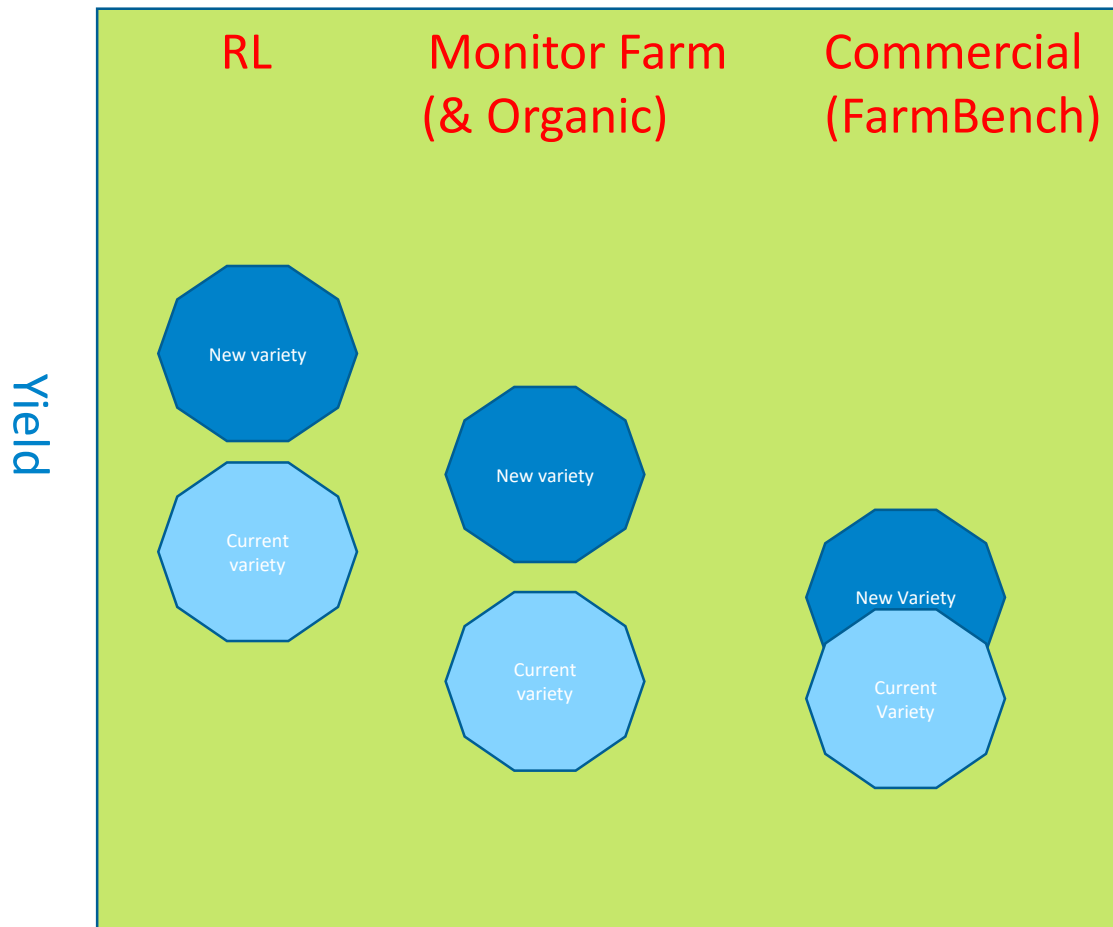 RL
Monitor Farm
(& Organic)
Commercial
(FarmBench)
Yield
New variety
Current
variety
New variety
Current
variety
New Variety
Current
Variety